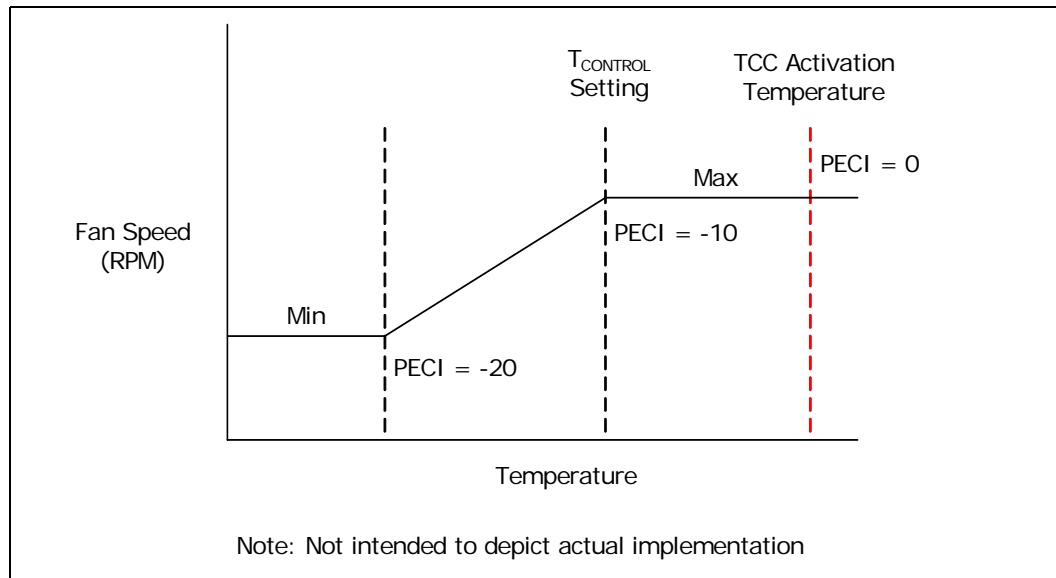 T_CONTROL
Setting
TCC Activation
Temperature
PECI = 0
Max
Fan Speed
(RPM)
PECI = -10
Min
PECI = -20
Temperature
Note: Not intended to depict actual implementation